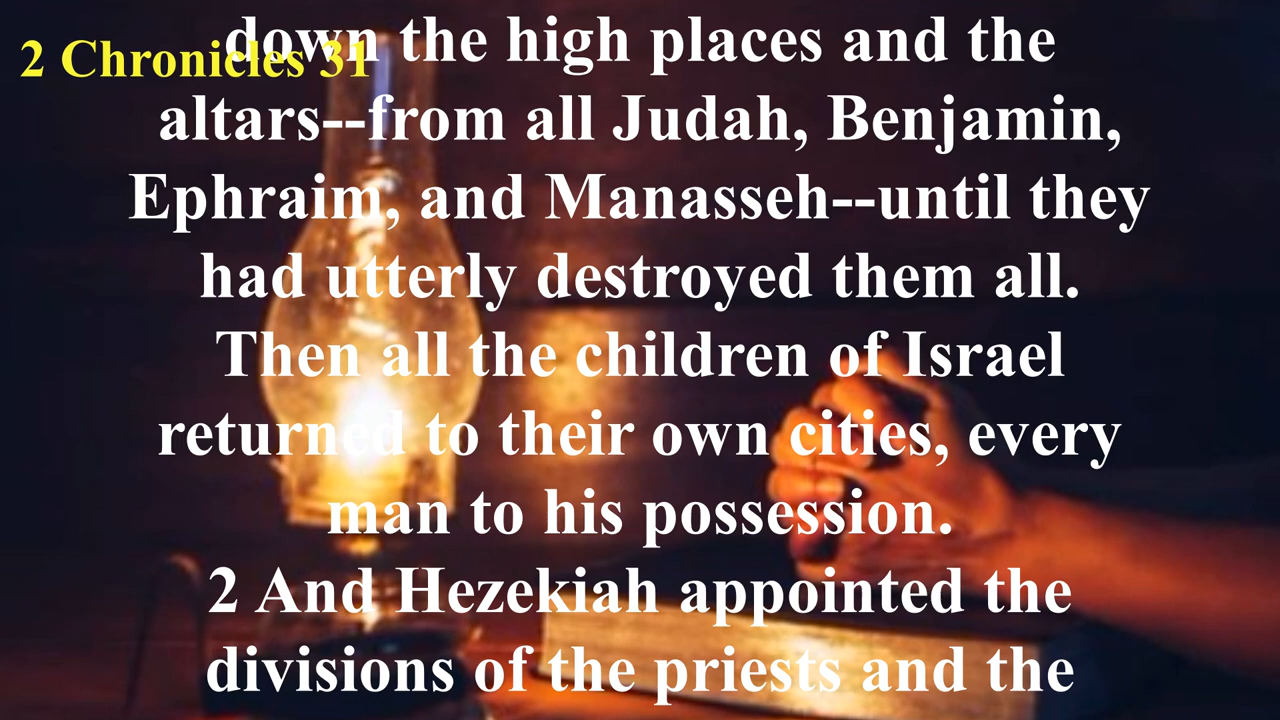 2 Chronicles 31
down the high places and the
altars--from all Judah, Benjamin,
Ephraim, and Manasseh--until they
had utterly destroyed them all.
Then all the children of Israel
returned to their own cities, every
man to his possession.
2 And Hezekiah appointed the
divisions of the priests and the